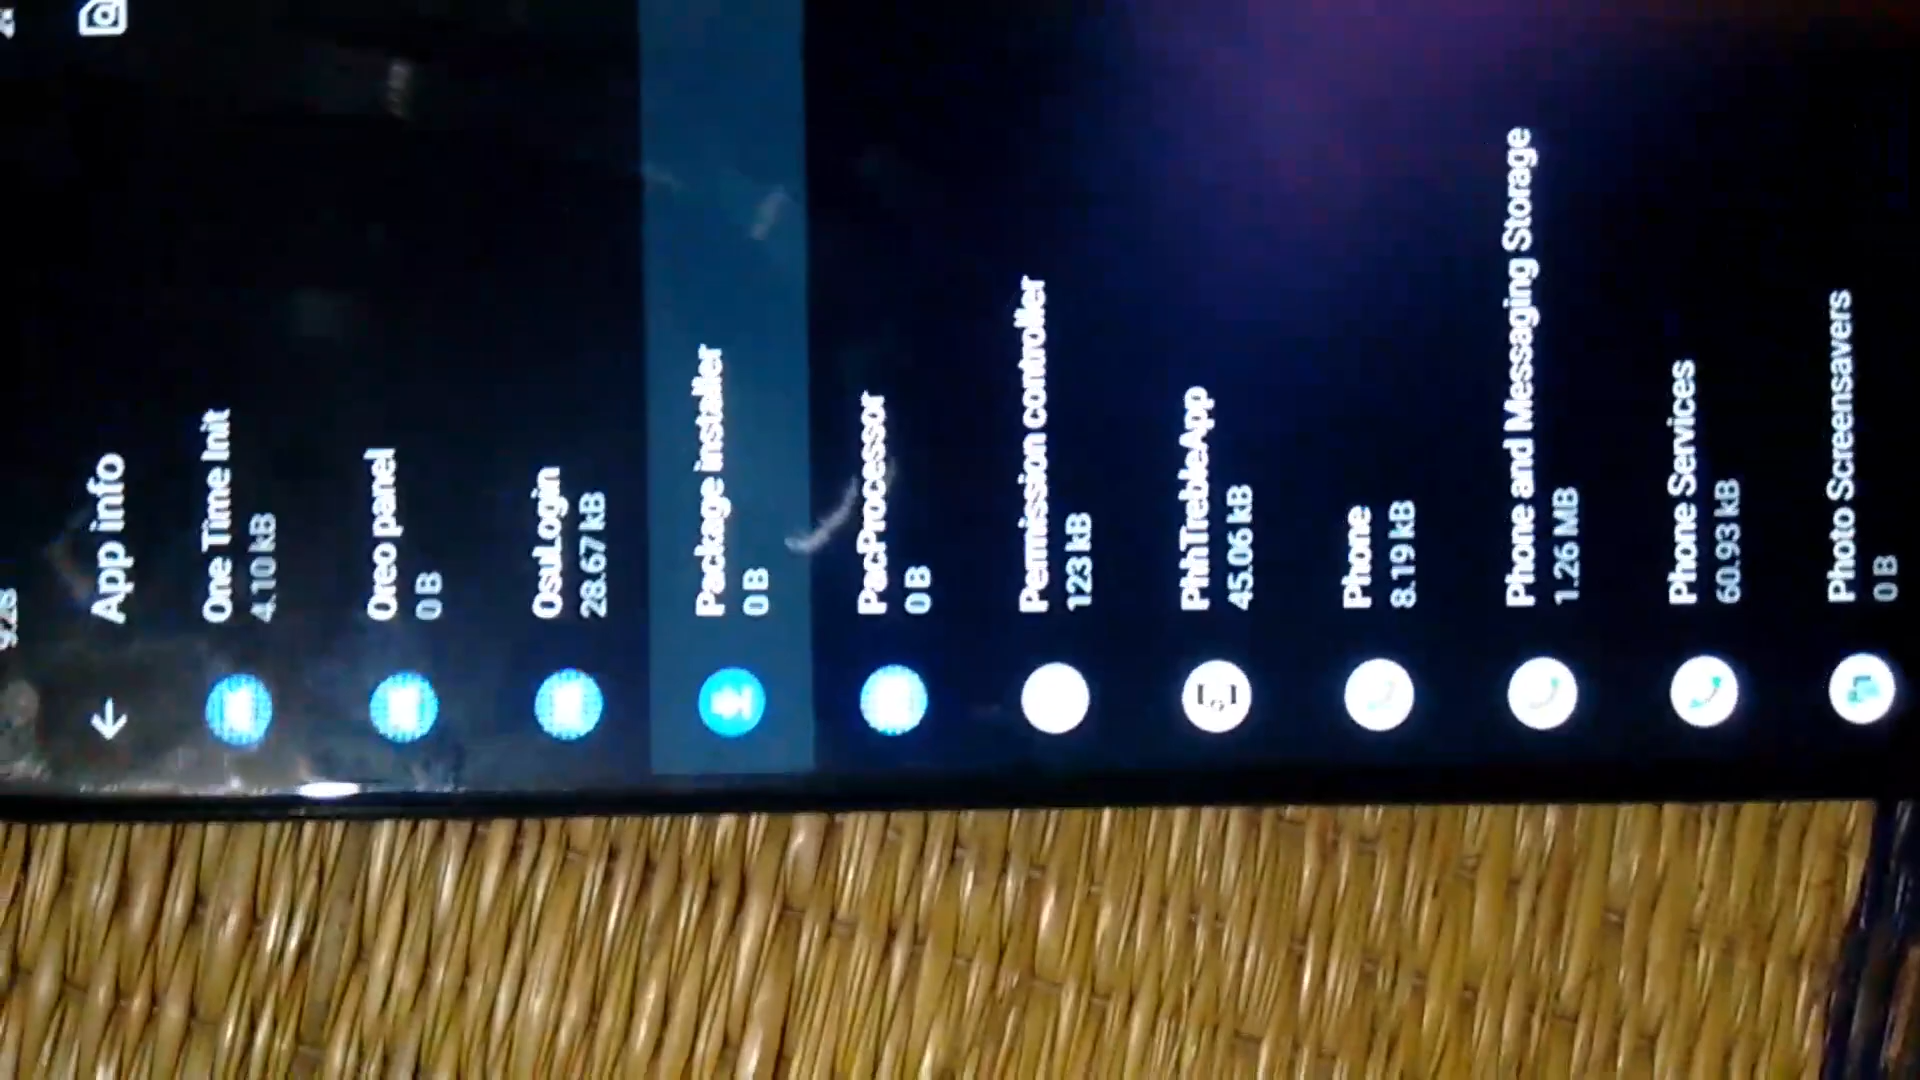 9:28
App info
One Time Init
4.10 kB
Oreo panel
0 B
OsuLogin
28.67 kB
Package installer
0 B
PacProcessor
0 B
Permission controller
123 kB
PhhTrebleApp
45.06 kB
Phone
8.19 kB
Phone and Messaging Storage
1.26 MB
Phone Services
60.93 kB
Photo Screensavers
0 B